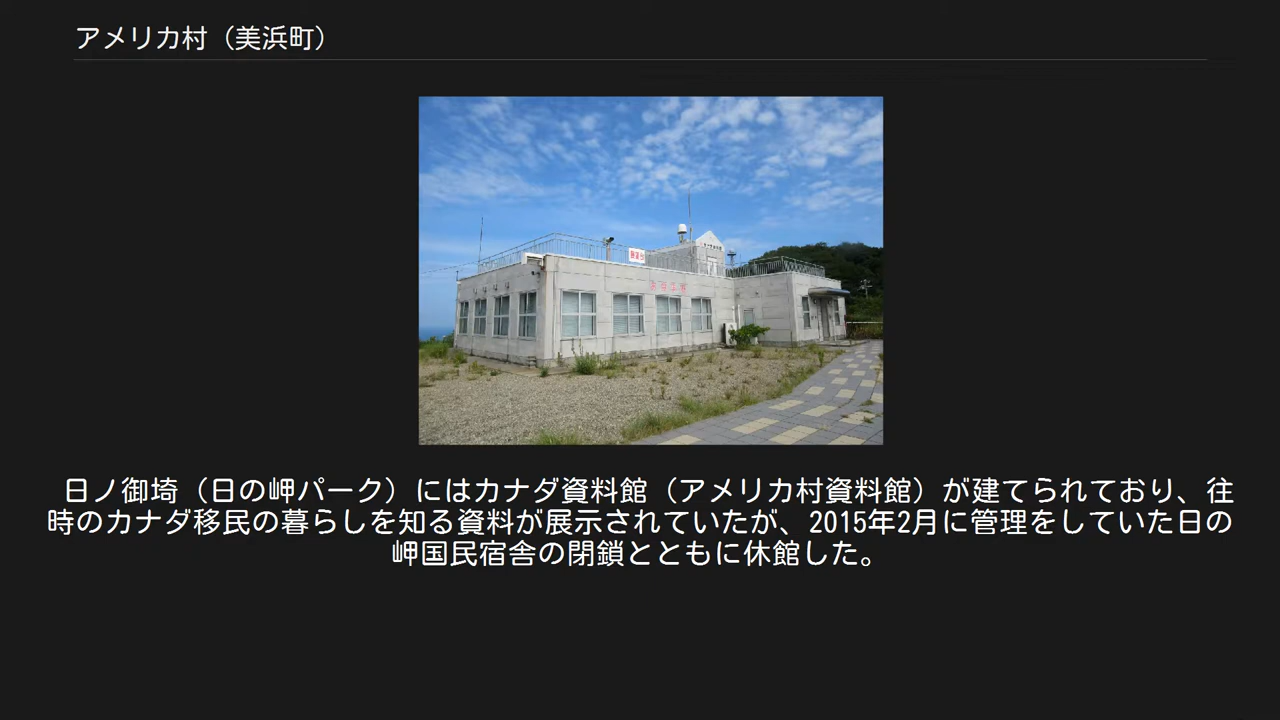 アメリカ村（美浜町）
日ノ御埼（日の岬パーク）にはカナダ資料館（アメリカ村資料館）が建てられており、往
時のカナダ移民の暮らしを知る資料が展示されていたが、2015年2月に管理をしていた日の
岬国民宿舎の閉鎖とともに休館した。